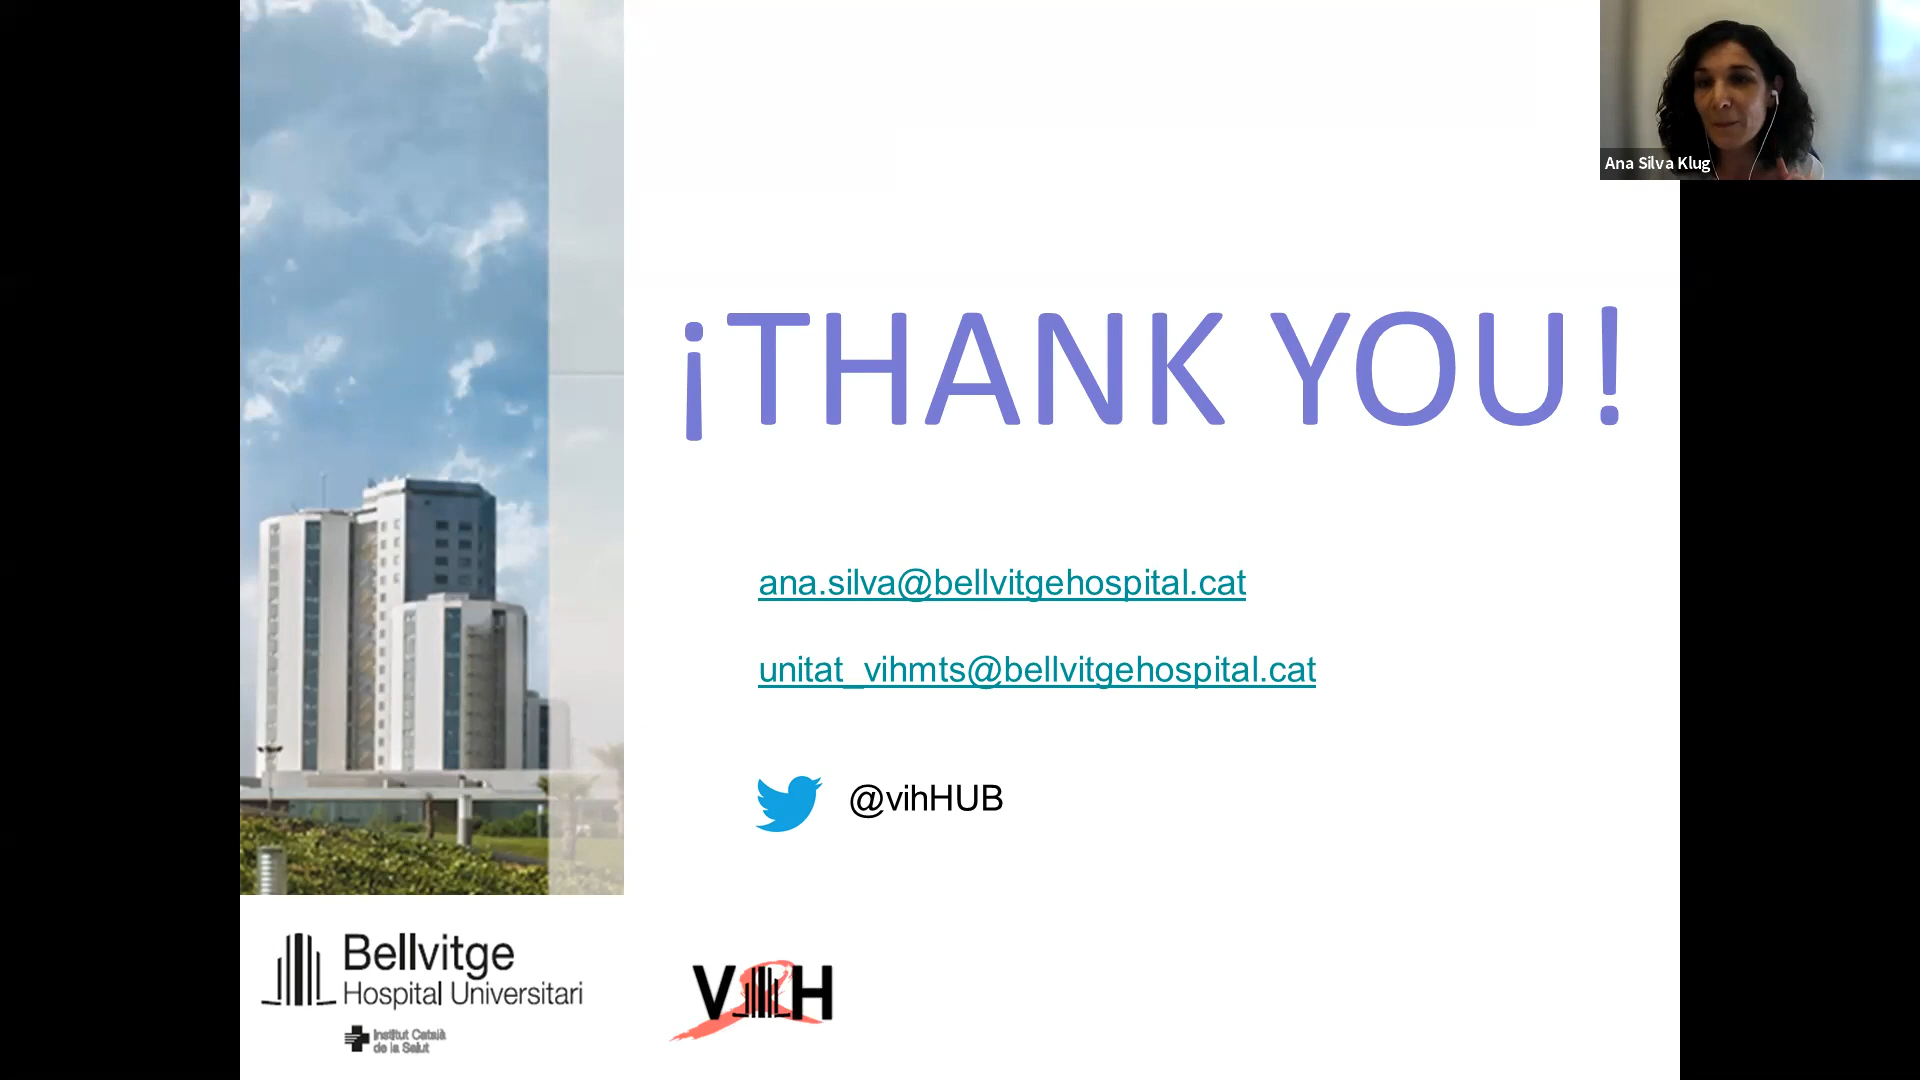 Ana Silva Klug
¡THANK YOU!
ana.silva@bellvitgehospital.cat
unitat_vihmts@bellvitgehospital.cat
@vihHUB
Bellvitge
Hospital Universitari
Institut Català
de la Salut
VIH